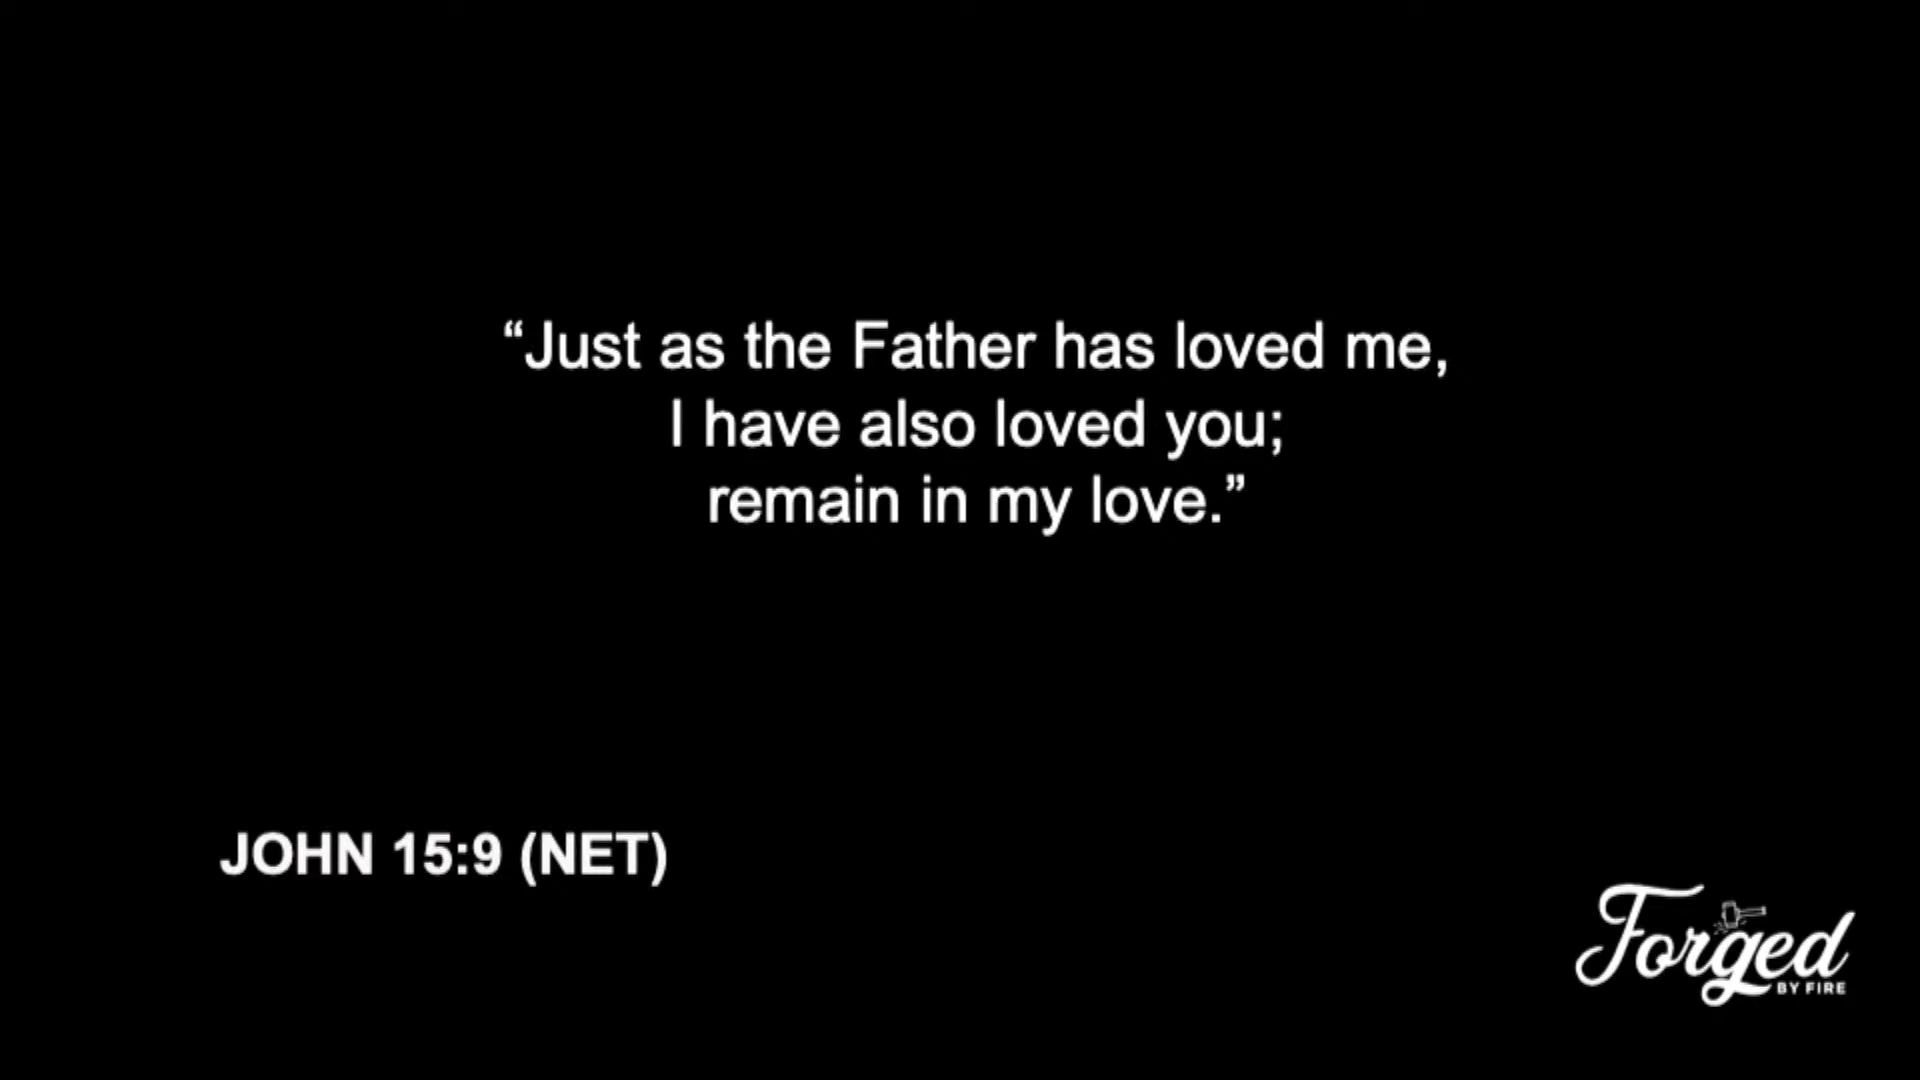 “Just as the Father has loved me,
I have also loved you;
remain in my love.”
JOHN 15:9 (NET)
Forged
BY FIRE